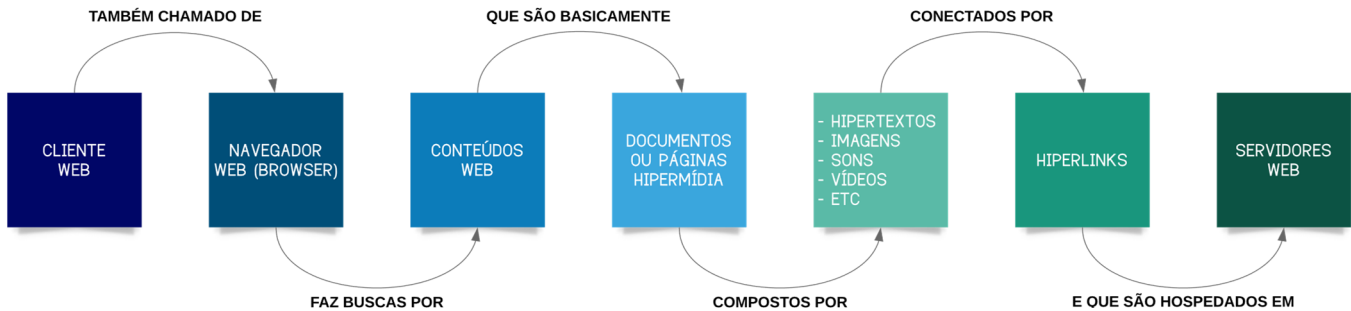 TAMBÉM CHAMADO DE
QUE SÃO BASICAMENTE
CONECTADOS POR
CLIENTE
WEB
NAVEGADOR
WEB (BROWSER)
CONTEÚDOS
WEB
DOCUMENTOS
OU PÁGINAS
HIPERMÍDIA
- HIPERTEXTOS
- IMAGENS
- SONS
- VÍDEOS
- ETC
HIPERLINKS
SERVIDORES
WEB
FAZ BUSCAS POR
COMPOSTOS POR
E QUE SÃO HOSPEDADOS EM